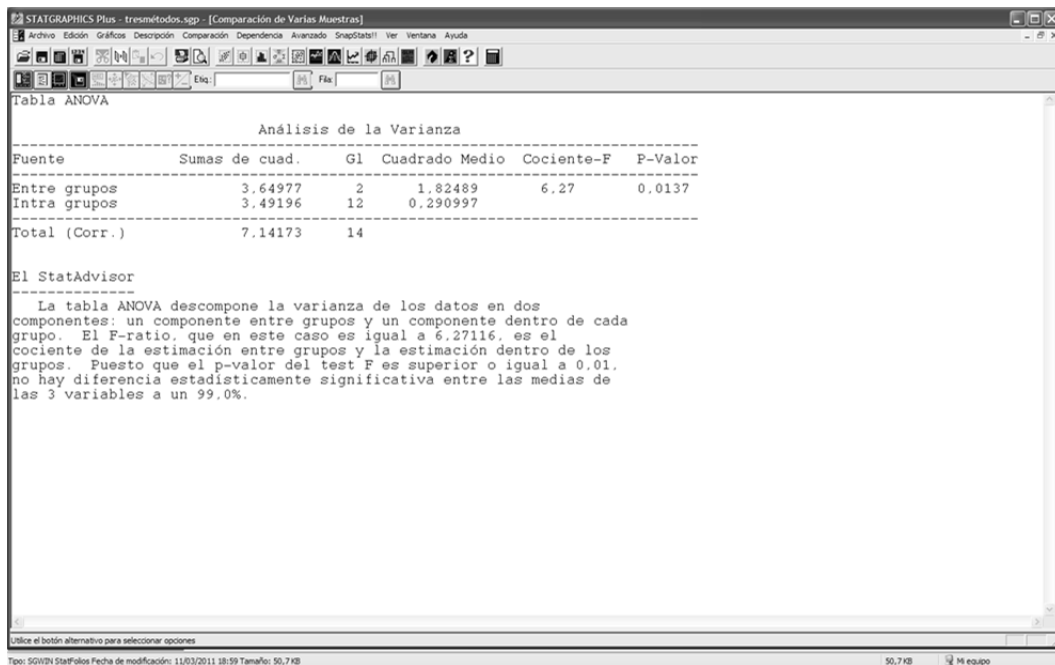 STATGRAPHICS Plus - tresmétodos.sgp - [Comparación de Varias Muestras]
Archivo Edición Gráficos Descripción Comparación Dependencia Avanzado SnapStats!! Ver Ventana Ayuda
Etiq.: Fila:
Tabla ANOVA
Análisis de la Varianza
Fuente Sumas de cuad. Gl Cuadrado Medio Cociente-F P-Valor
Entre grupos 3,64977 2 1,82489 6,27 0,0137
Intra grupos 3,49196 12 0,290997
Total (Corr.) 7,14173 14
El StatAdvisor
--------------
La tabla ANOVA descompone la varianza de los datos en dos
componentes: un componente entre grupos y un componente dentro de cada
grupo. El F-ratio, que en este caso es igual a 6,27116, es el
cociente de la estimación entre grupos y la estimación dentro de los
grupos. Puesto que el p-valor del test F es superior o igual a 0,01,
no hay diferencia estadísticamente significativa entre las medias de
las 3 variables a un 99,0%.
Utilice el botón alternativo para seleccionar opciones
Tipo: SGWIN StatFolios Fecha de modificación: 11/03/2011 18:59 Tamaño: 50,7 KB 50,7 KB Mi equipo